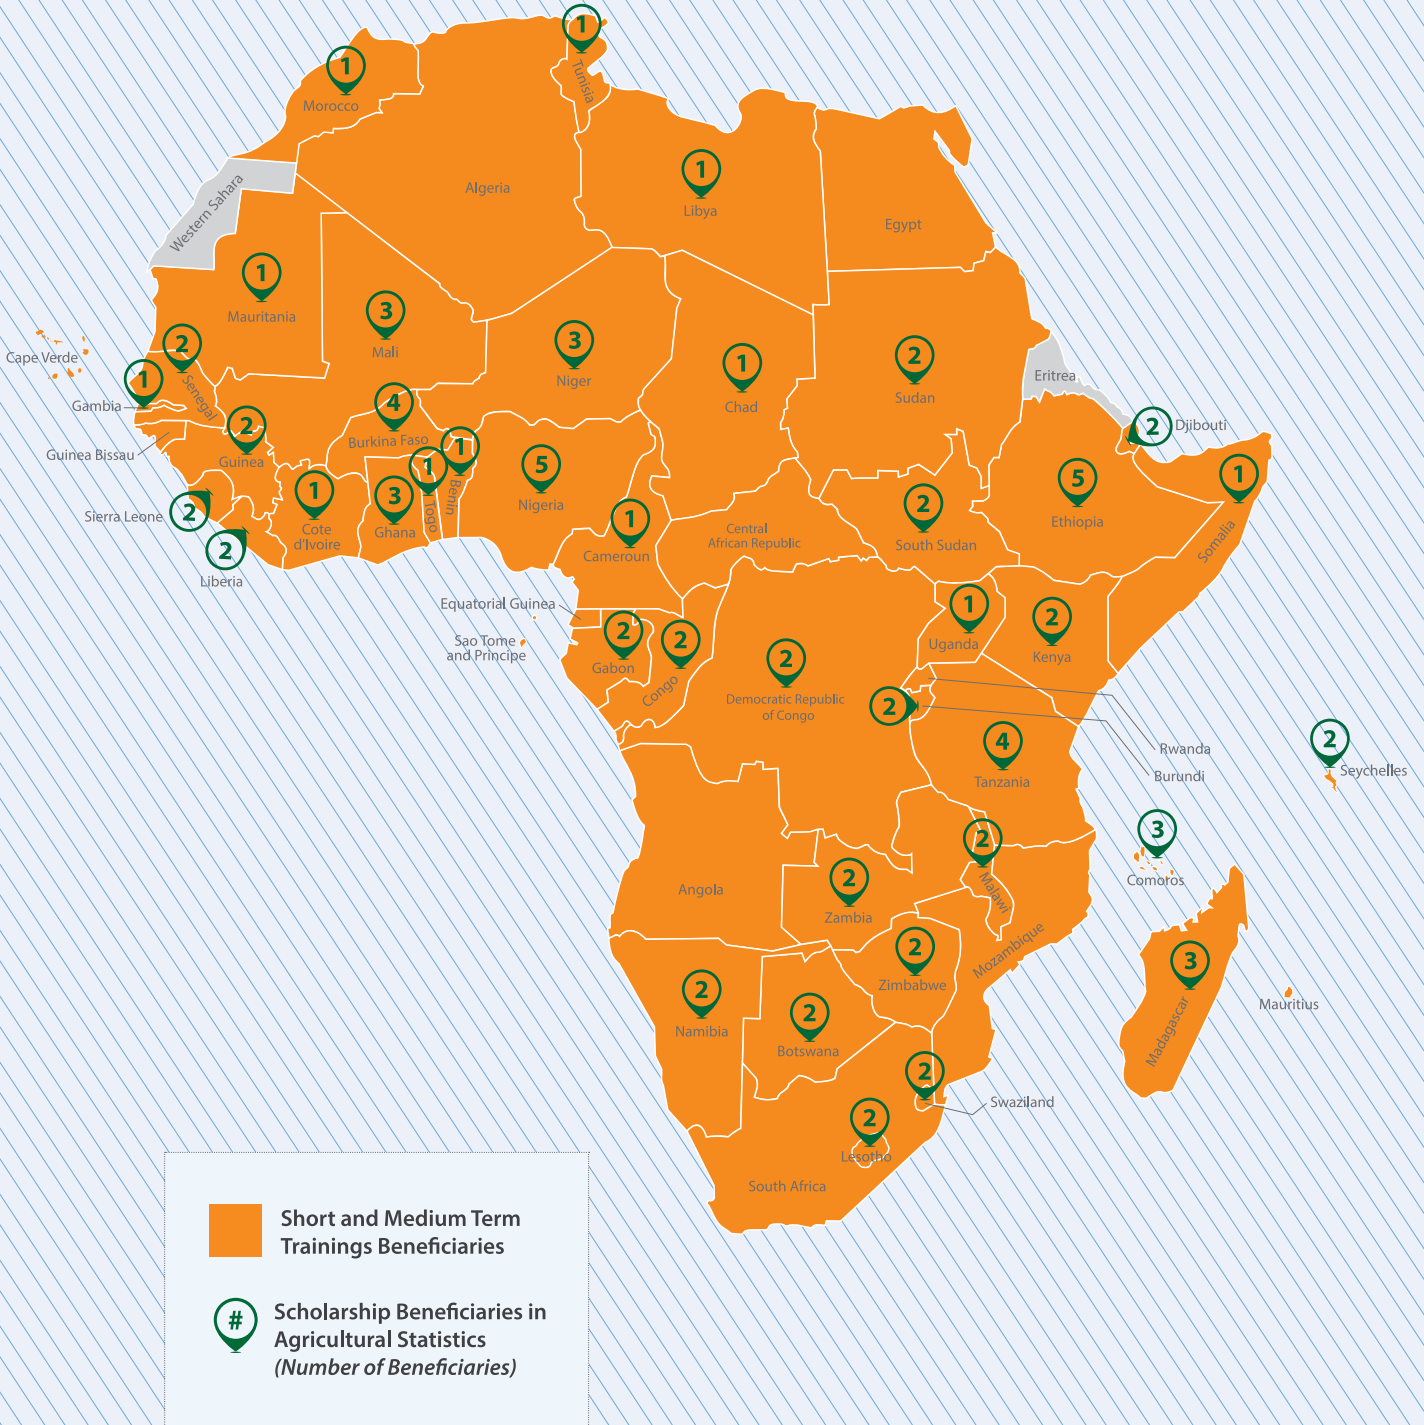 1
1
Tunisia
Morocco
1
Libya
Algeria
Egypt
Western Sahara
1
Mauritania
3
Mali
3
Niger
1
Chad
2
Sudan
Eritrea
Cape Verde
2
Senegal
1
Gambia
Guinea Bissau
2
Guinea
4
Burkina Faso
1
Benin
1
Togo
5
Nigeria
2
Djibouti
1
Somalia
5
Ethiopia
2
Sierra Leone
2
Liberia
1
Cote
d'Ivoire
3
Ghana
1
Cameroun
Central
African Republic
2
South Sudan
Equatorial Guinea
Sao Tome
and Principe
2
Gabon
2
Congo
2
Democratic Republic
of Congo
1
Uganda
2
Kenya
2
Rwanda
Burundi
4
Tanzania
2
Seychelles
3
Comoros
2
Malawi
Angola
2
Zambia
Mozambique
2
Zimbabwe
3
Madagascar
Mauritius
2
Namibia
2
Botswana
2
Swaziland
2
Lesotho
South Africa
Short and Medium Term
Trainings Beneficiaries
#
Scholarship Beneficiaries in
Agricultural Statistics
(Number of Beneficiaries)